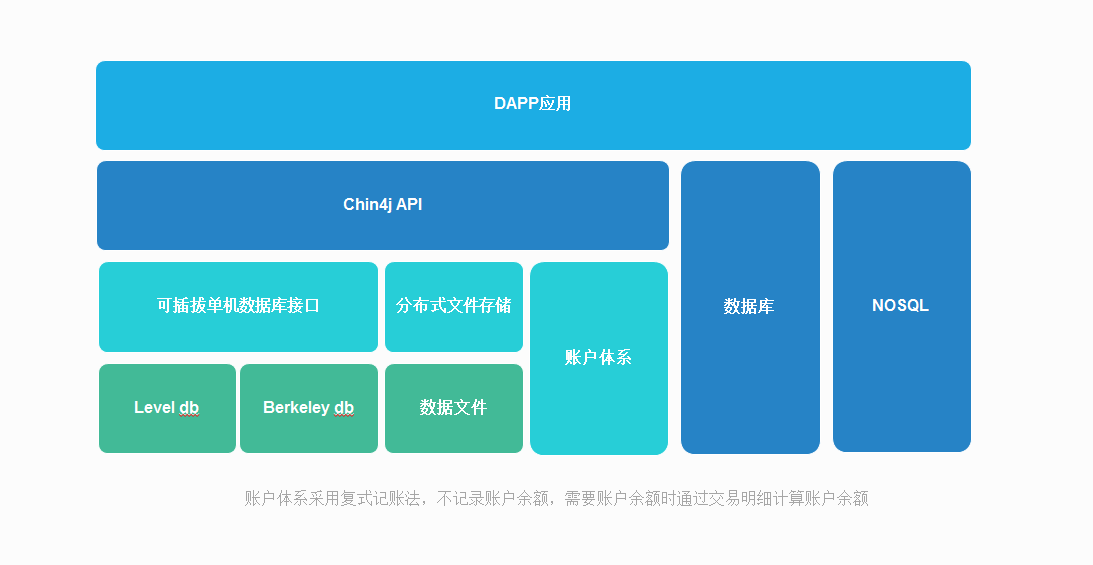 DAPP应用
Chin4j API
可插拔单机数据库接口
分布式文件存储
账户体系
数据库
NOSQL
Level db
Berkeley db
数据文件
账户体系采用复式记账法，不记录账户余额，需要账户余额时通过交易明细计算账户余额